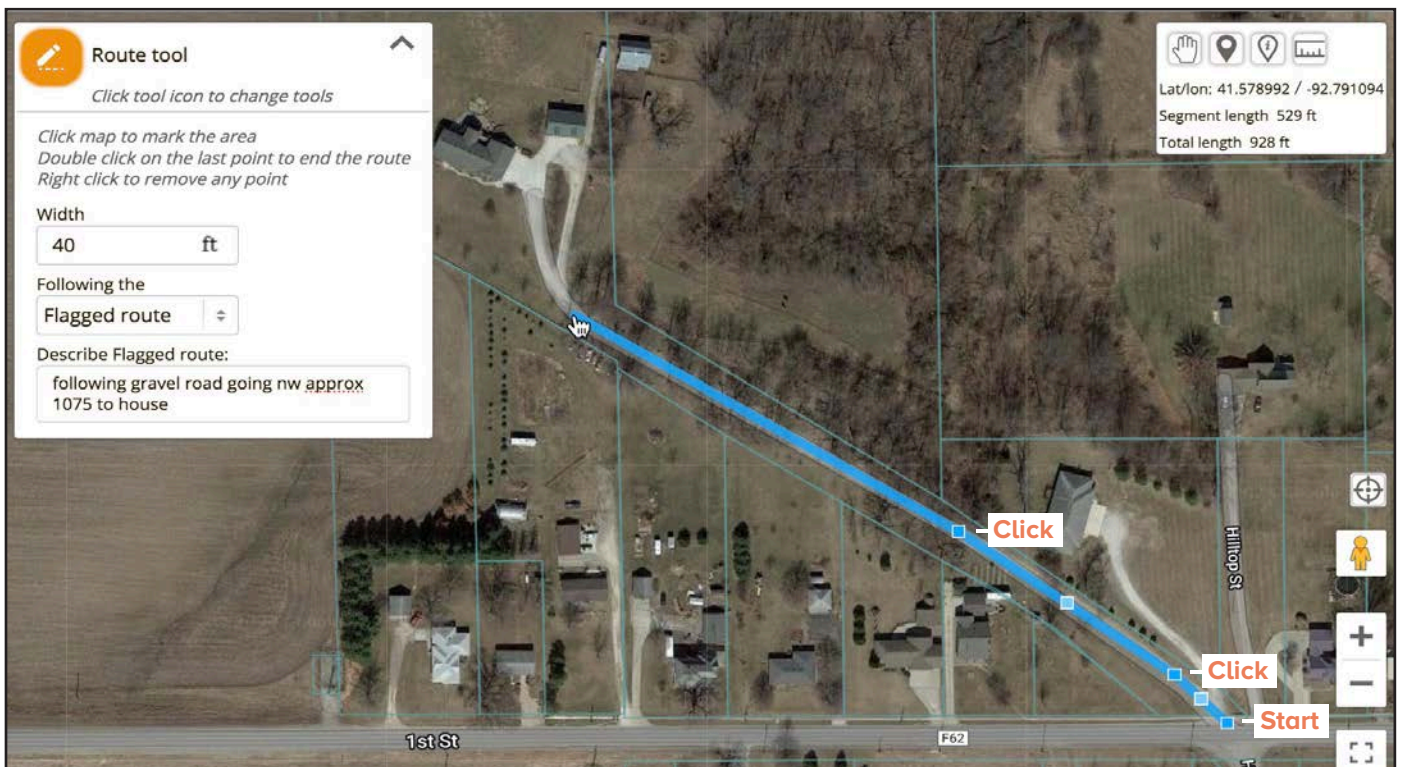 Route tool
Click tool icon to change tools
Click map to mark the area
Double click on the last point to end the route
Right click to remove any point
Width
40 ft
Following the
Flagged route
Describe Flagged route:
following gravel road going nw approx
1075 to house
Lat/lon: 41.578992 / -92.791094
Segment length 529 ft
Total length 928 ft
Click
Hilltop St
Click
Start
1st St
F62